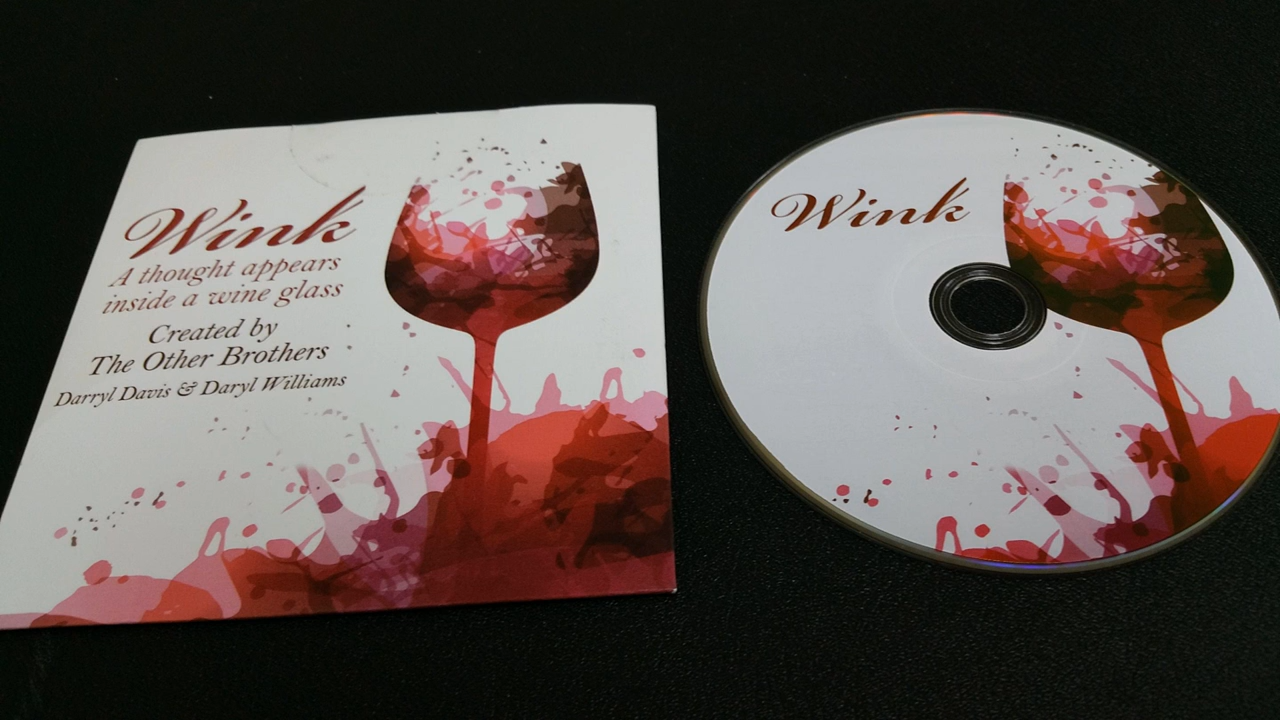 Wink
A thought appears
inside a wine glass
Created by
The Other Brothers
Darryl Davis & Daryl Williams
Wink